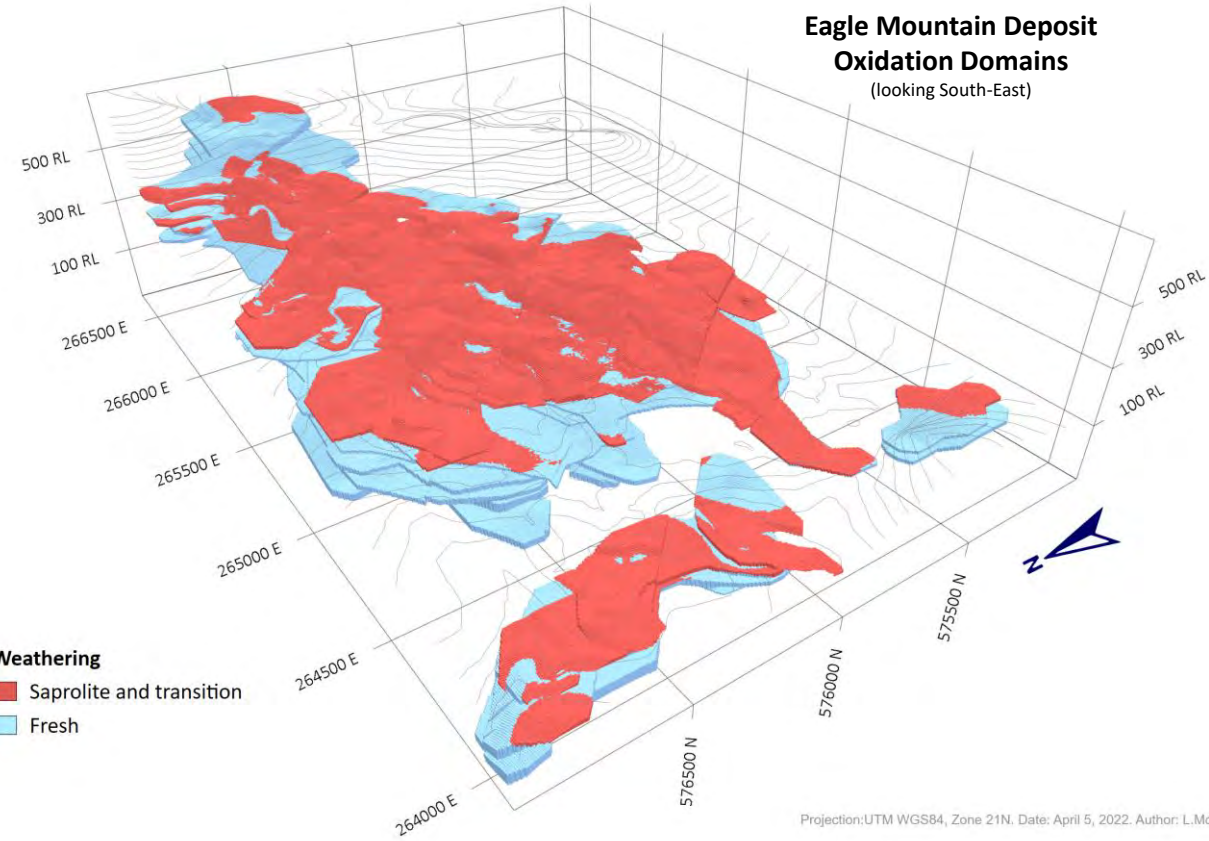 Eagle Mountain Deposit
Oxidation Domains
(looking South-East)
500 RL
300 RL
100 RL
266500 E
266000 E
265500 E
265000 E
264500 E
264000 E
500 RL
300 RL
100 RL
575500 N
576000 N
576500 N
N
Weathering
Saprolite and transition
Fresh
Projection:UTM WGS84, Zone 21N. Date: April 5, 2022. Author: L.Mc